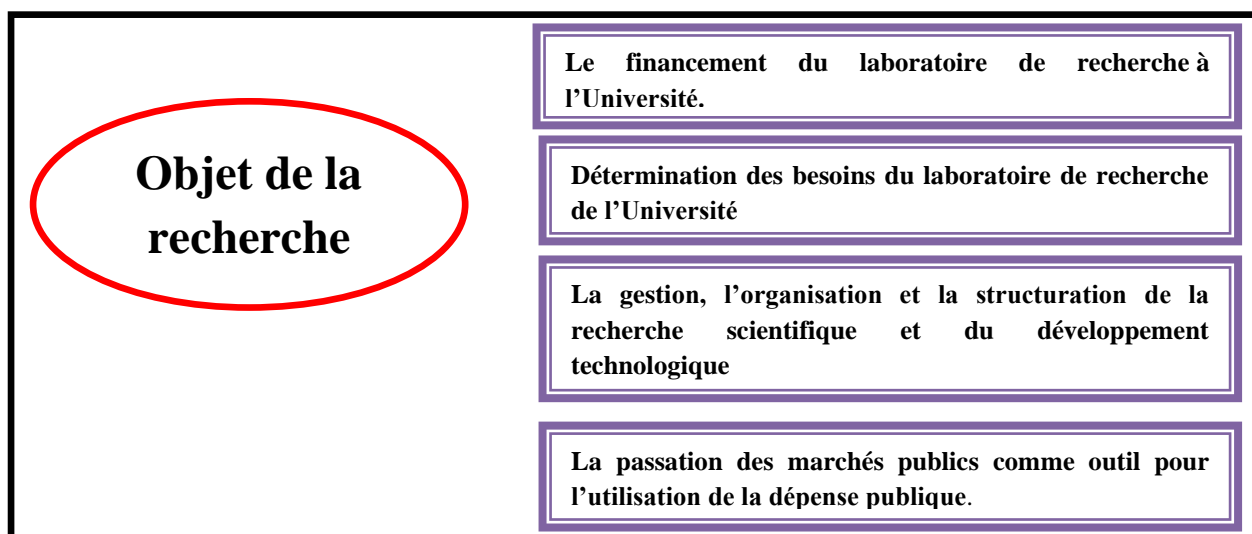 Objet de la
recherche
Le financement du laboratoire de recherche à
l’Université.
Détermination des besoins du laboratoire de recherche
de l’Université
La gestion, l’organisation et la structuration de la
recherche scientifique et du développement
technologique
La passation des marchés publics comme outil pour
l’utilisation de la dépense publique.